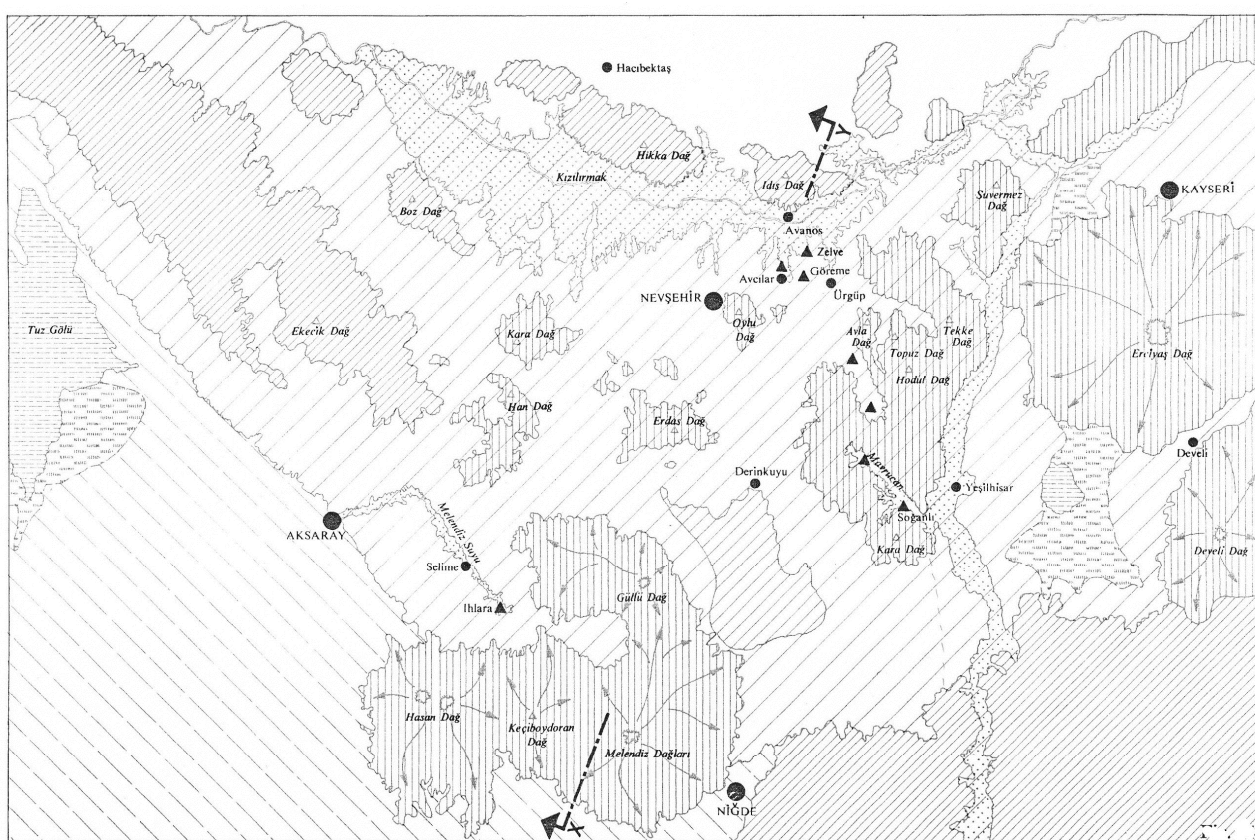 Hacıbektaş
Y
Hikka Dağ
Kızılırmak
Idış Dağ
KAYSERİ
Suvermez
Dağ
Boz Dağ
Avanos
Zelve
Göreme
Avcılar
Ürgüp
NEVŞEHİR
Oylu
Dağ
Tuz Gölü
Ekecik Dağ
Kara Dağ
Avla
Dağ
Tekke
Dağ
Topuz Dağ
Hodul Dağ
Erciyaş Dağ
Han Dağ
Erdaş Dağ
Develi
Derinkuyu
Mavrucan
Yeşilhisar
Soğanlı
Kara Dağ
Develi Dağ
AKSARAY
Melendiz Suyu
Selime
Ihlara
Güllü Dağ
Hasan Dağ
Keçiboydoran
Dağ
Melendiz Dağları
NİĞDE
X